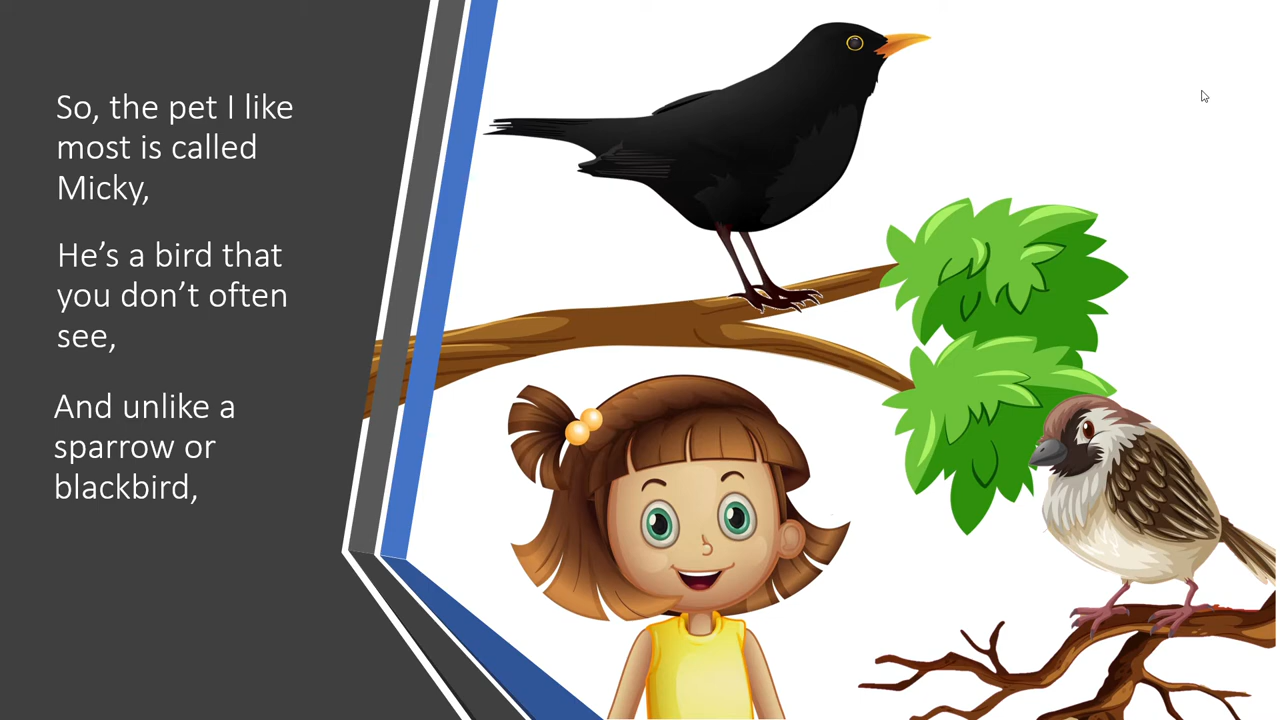 So, the pet I like
most is called
Micky,
He’s a bird that
you don’t often
see,
And unlike a
sparrow or
blackbird,